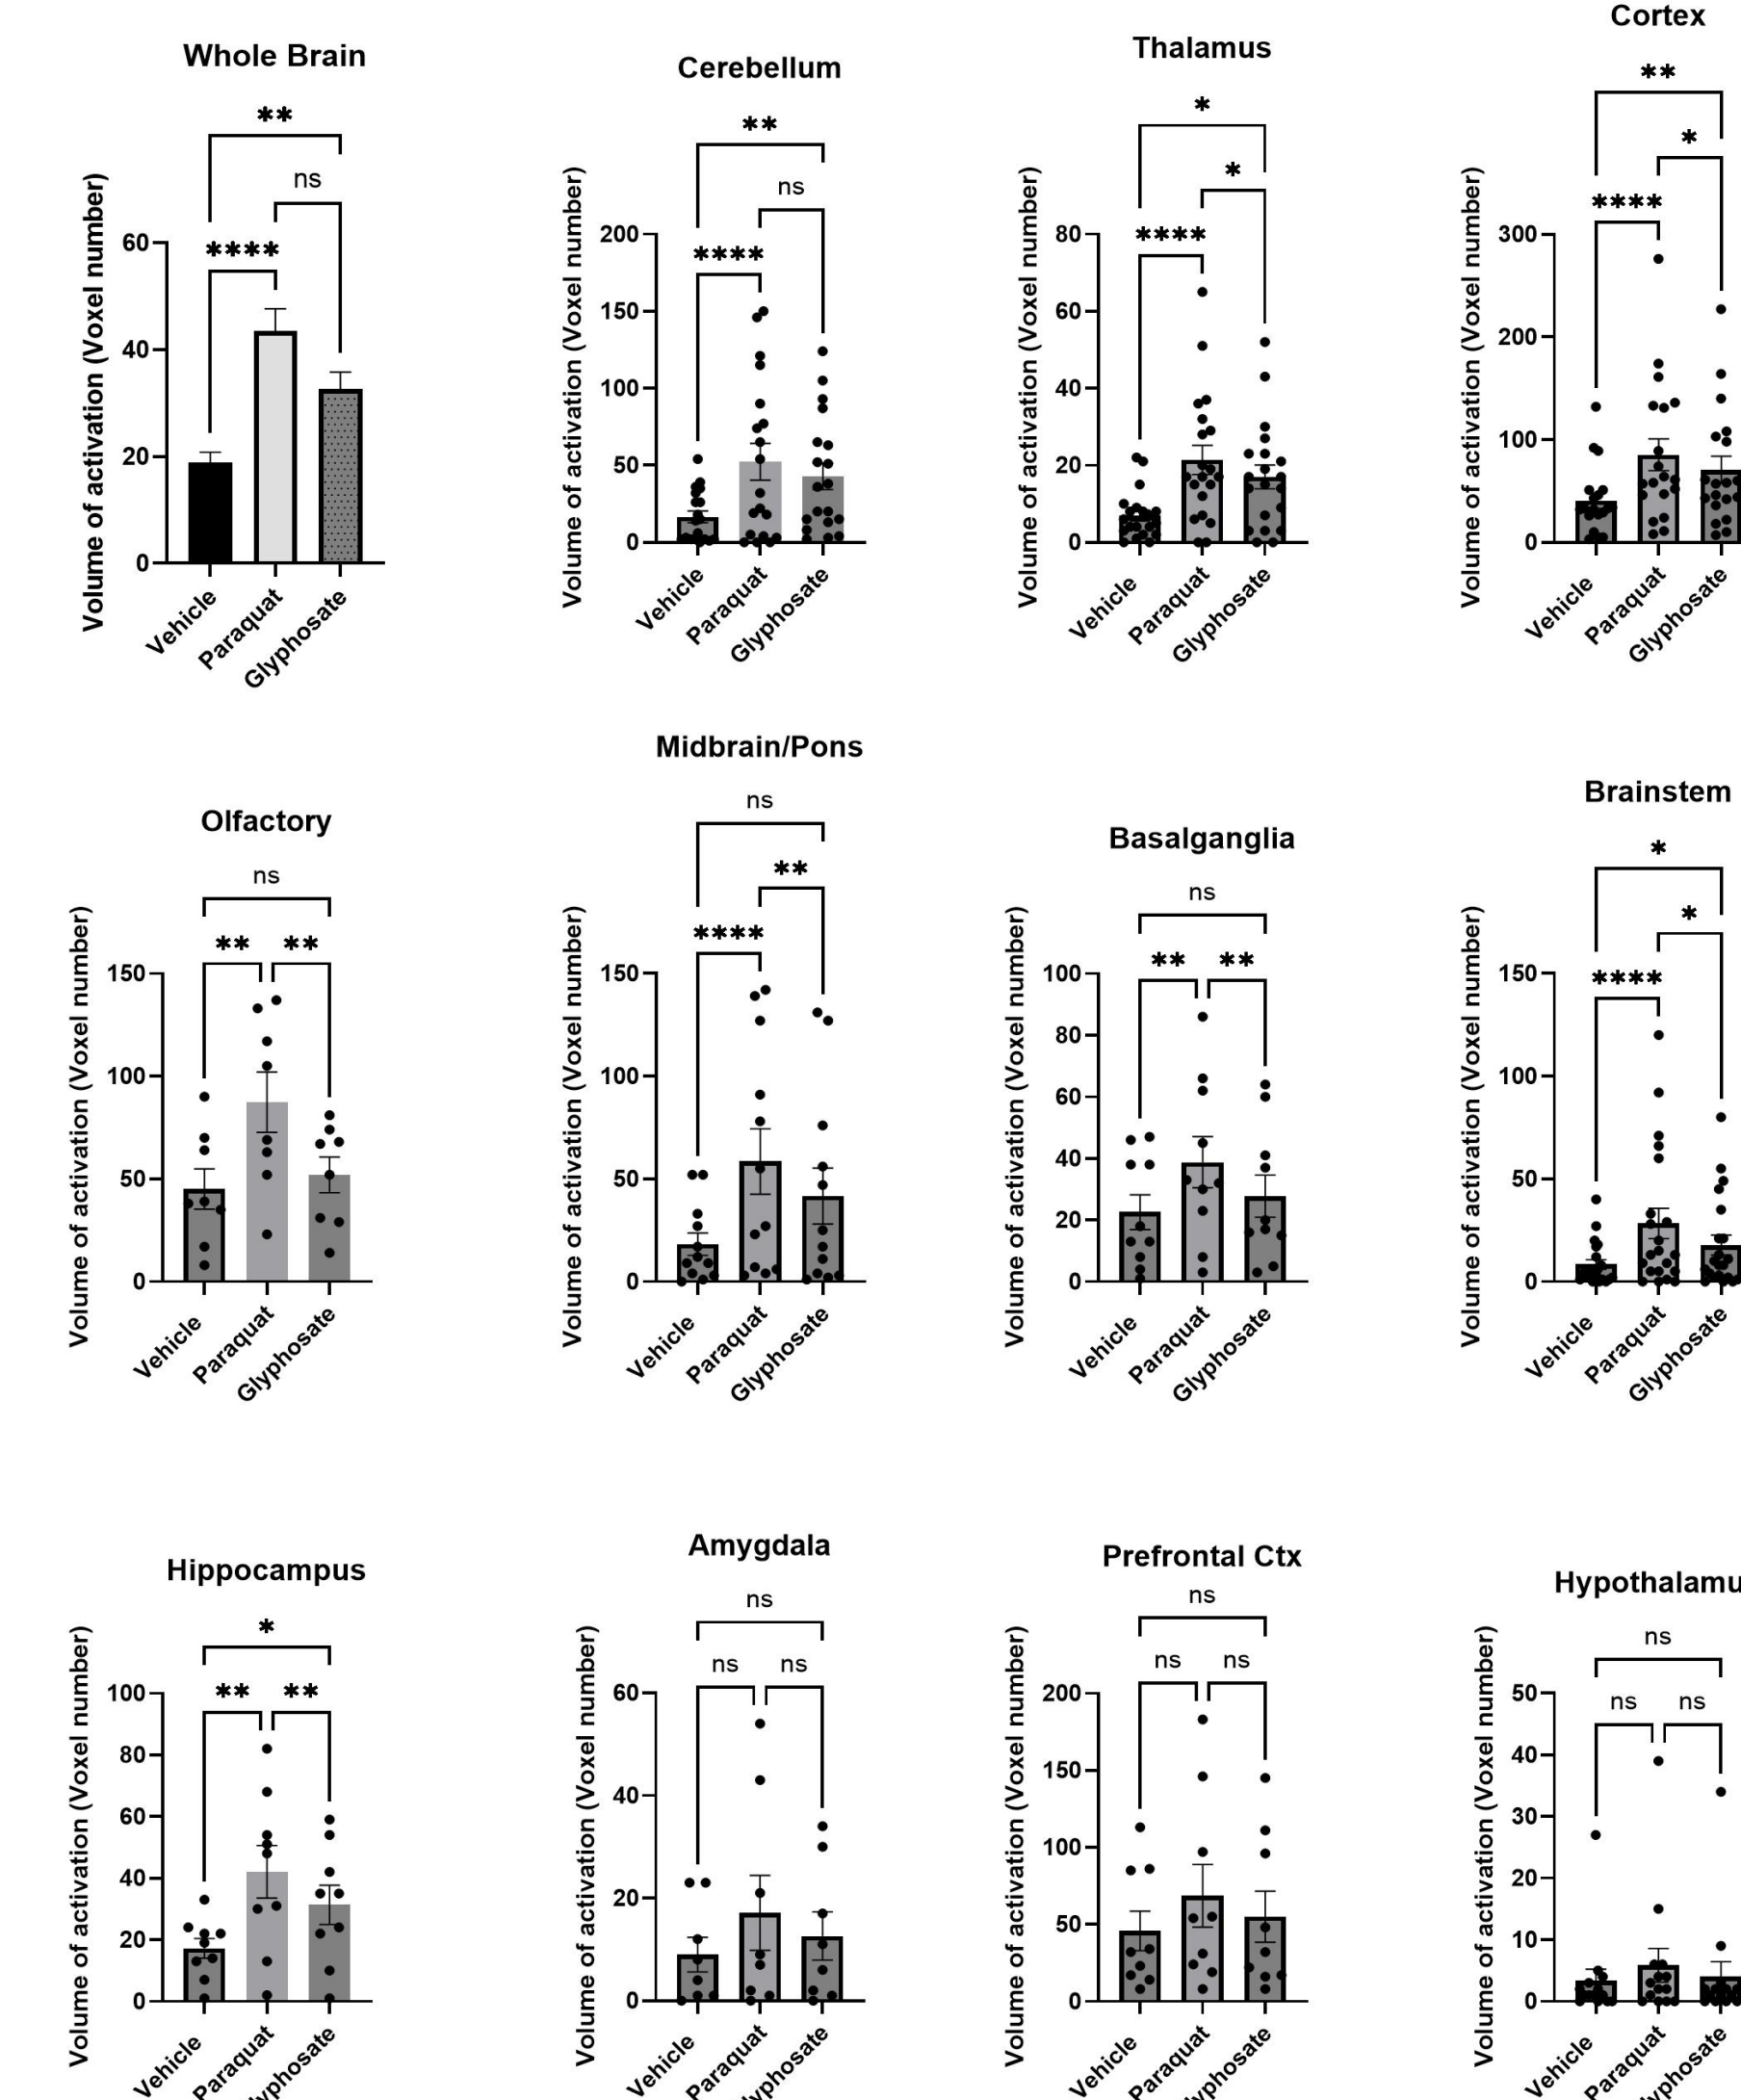 Whole Brain
**
ns
****
Volume of activation (Voxel number)
60
40
20
0
Vehicle
Paraquat
Glyphosate
Cerebellum
**
ns
****
Volume of activation (Voxel number)
200
150
100
50
0
Vehicle
Paraquat
Glyphosate
Thalamus
*
*
****
Volume of activation (Voxel number)
80
60
40
20
0
Vehicle
Paraquat
Glyphosate
Cortex
**
*
****
Volume of activation (Voxel number)
300
200
100
0
Vehicle
Paraquat
Glyphosate
Olfactory
ns
** **
Volume of activation (Voxel number)
150
100
50
0
Vehicle
Paraquat
Glyphosate
Midbrain/Pons
ns
**
****
Volume of activation (Voxel number)
150
100
50
0
Vehicle
Paraquat
Glyphosate
Basalganglia
ns
** **
Volume of activation (Voxel number)
100
80
60
40
20
0
Vehicle
Paraquat
Glyphosate
Brainstem
*
*
****
Volume of activation (Voxel number)
150
100
50
0
Vehicle
Paraquat
Glyphosate
Hippocampus
*
** **
Volume of activation (Voxel number)
100
80
60
40
20
0
Vehicle
Paraquat
lyphosate
Amygdala
ns
ns ns
Volume of activation (Voxel number)
60
40
20
0
Vehicle
Paraquat
lyphosate
Prefrontal Ctx
ns
ns ns
Volume of activation (Voxel number)
200
150
100
50
0
Vehicle
Paraquat
lyphosate
Hypothalamu
ns
ns ns
Volume of activation (Voxel number)
50
40
30
20
10
0
Vehicle
Paraquat
lyphosate